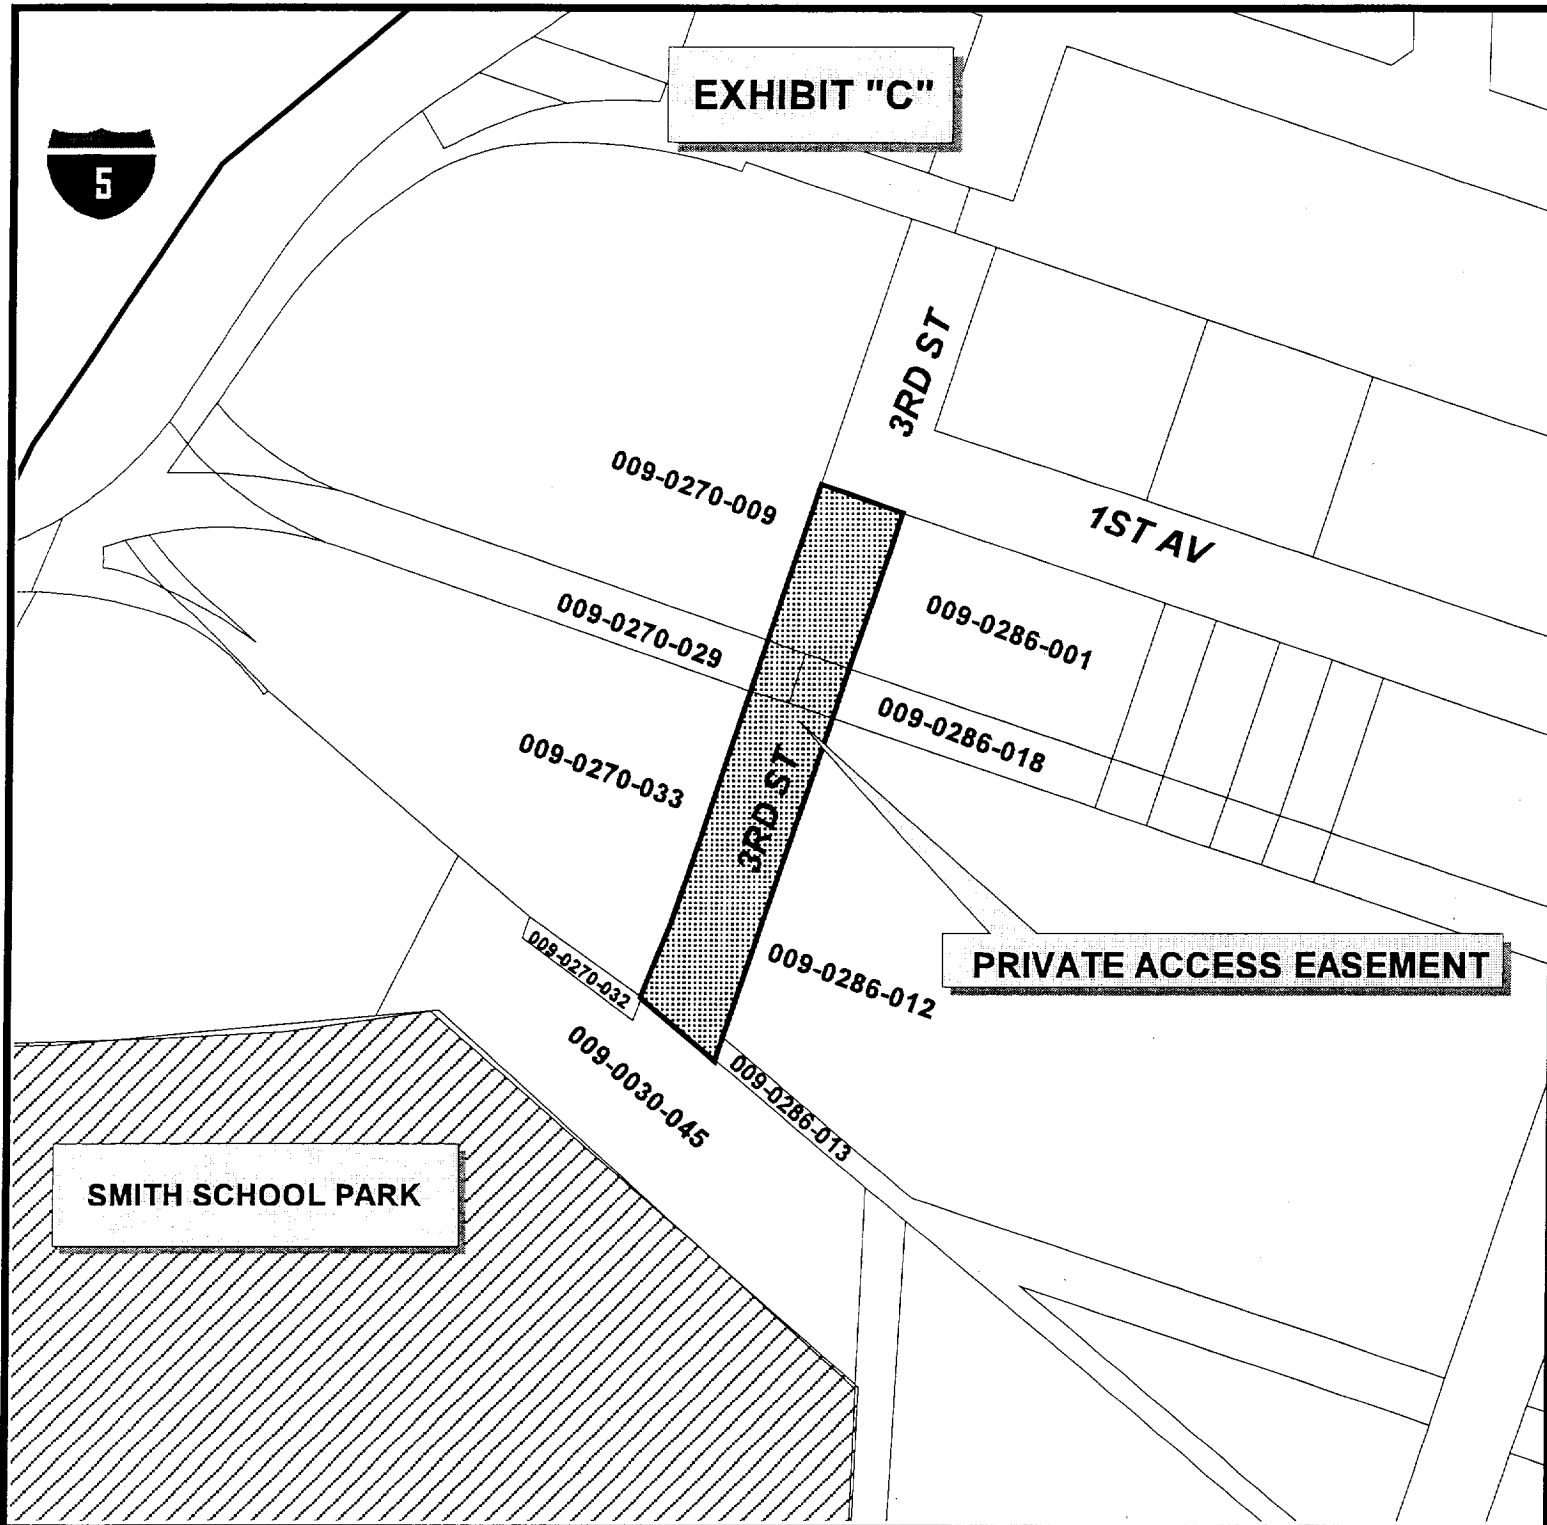 EXHIBIT "C"
5
3RD ST
009-0270-009
1ST AV
009-0270-029
009-0286-001
009-0286-018
009-0270-033
3RD ST
009-0270-032
009-0286-012
PRIVATE ACCESS EASEMENT
009-0030-045
009-0286-013
SMITH SCHOOL PARK